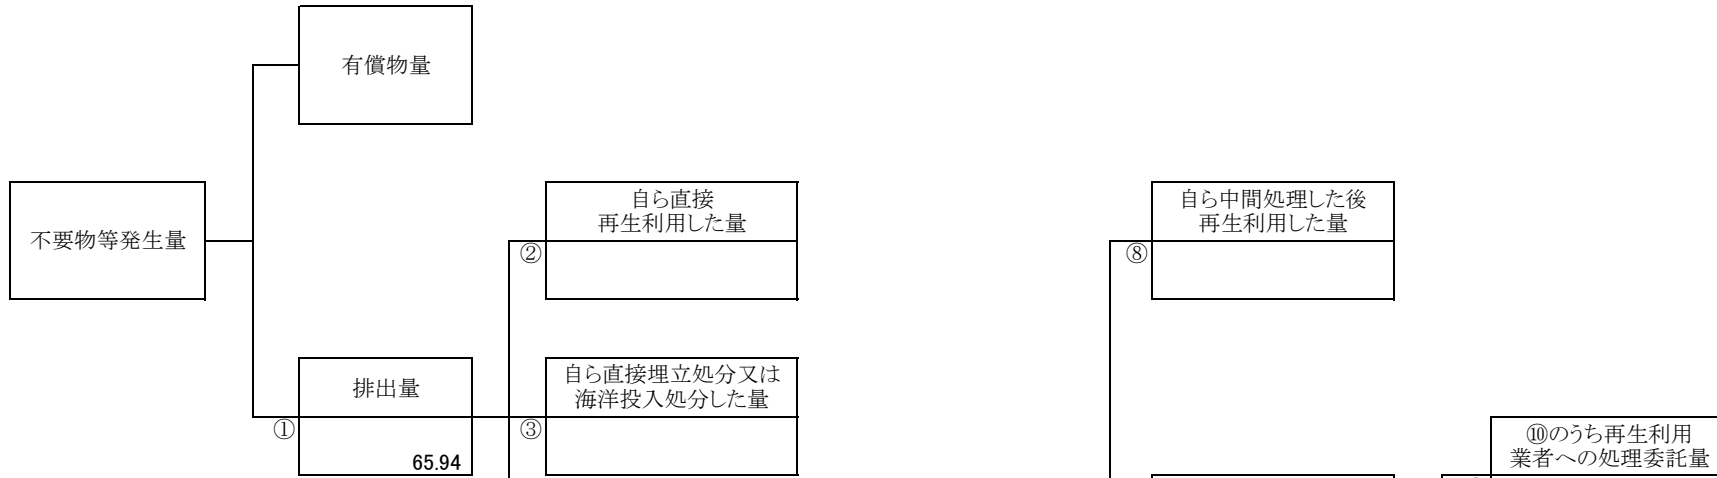 有償物量
不要物等発生量
自ら直接
再生利用した量
②
自ら中間処理した後
再生利用した量
⑧
排出量
①
65.94
自ら直接埋立処分又は
海洋投入処分した量
③
⑩のうち再生利用
業者への処理委託量